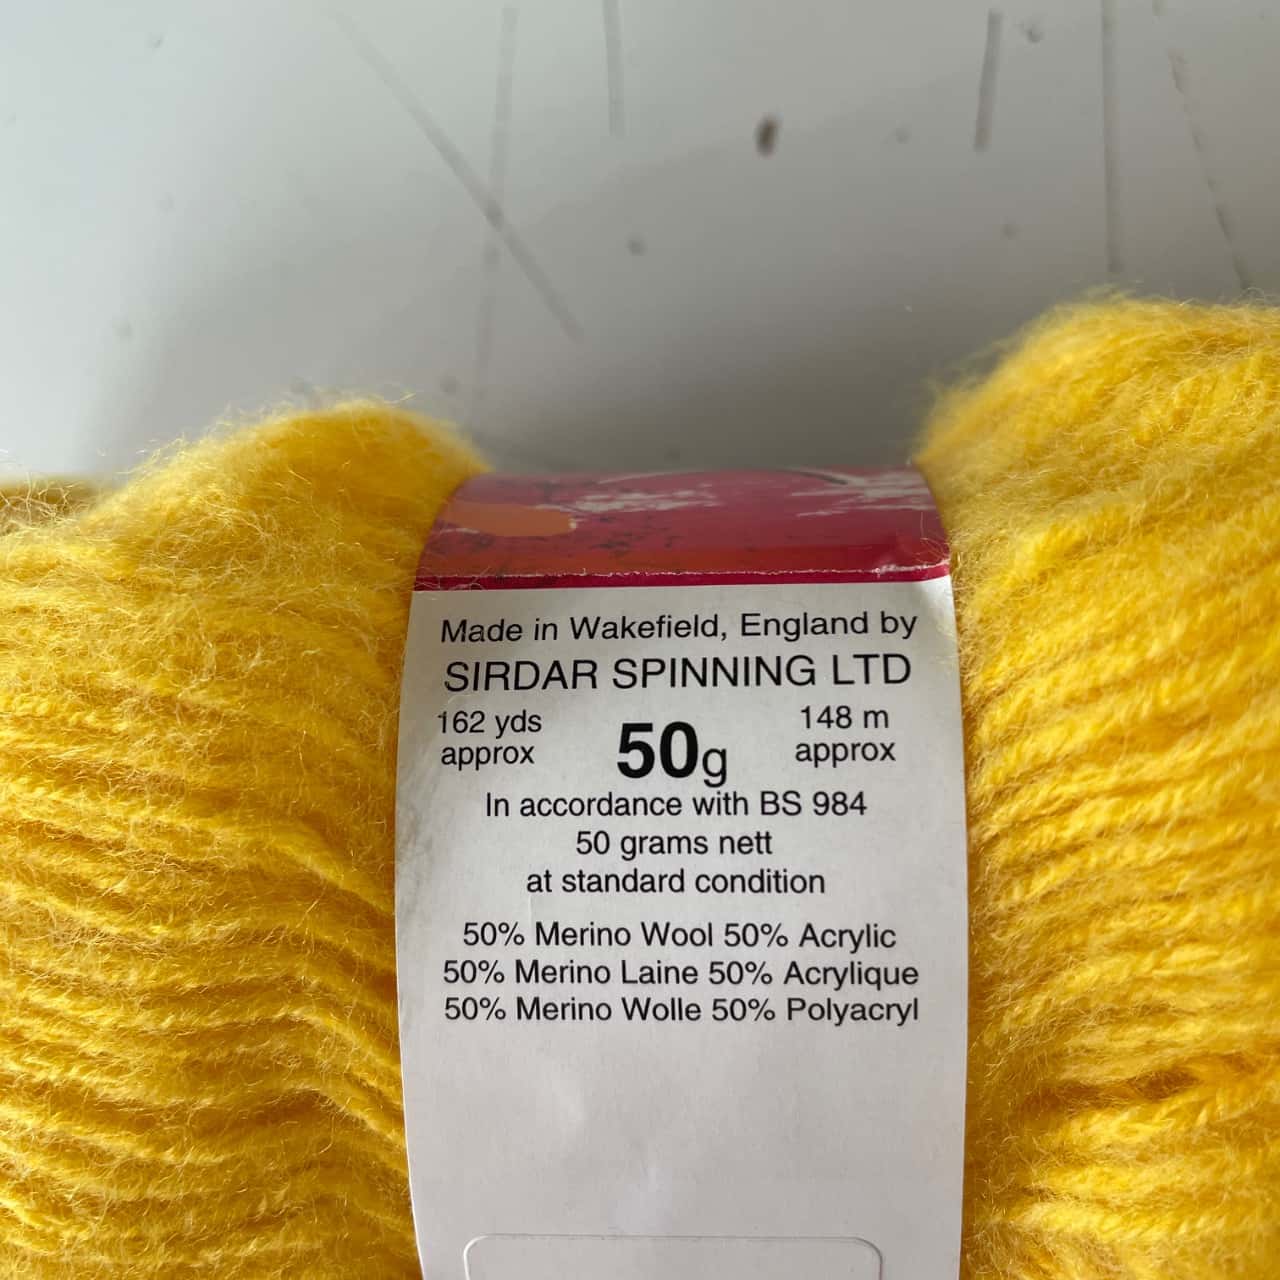 Made in Wakefield, England by
SIRDAR SPINNING LTD
162 yds approx
50g
148 m approx
In accordance with BS 984
50 grams nett
at standard condition
50% Merino Wool 50% Acrylic
50% Merino Laine 50% Acrylique
50% Merino Wolle 50% Polyacryl